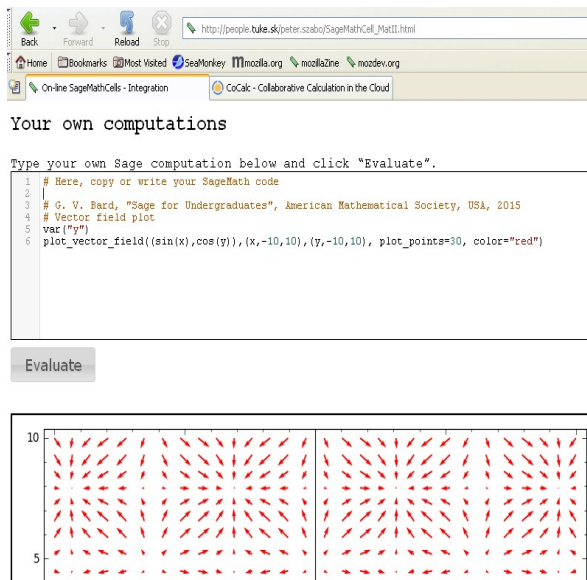 http://people.tuke.sk/peter.szabo/SageMathCell_MatII.html
Back Forward Reload Stop
Home Bookmarks Most Visited SeaMonkey mozilla.org mozillaZine mozdev.org
On-line SageMathCells - Integration CoCalc - Collaborative Calculation in the Cloud
Your own computations
Type your own Sage computation below and click “Evaluate”.
1 # Here, copy or write your SageMath code
2
3 # G. V. Bard, "Sage for Undergraduates", American Mathematical Society, USA, 2015
4 # Vector field plot
5 var("y")
6 plot_vector_field((sin(x),cos(y)),(x,-10,10),(y,-10,10), plot_points=30, color="red")
Evaluate
10
5